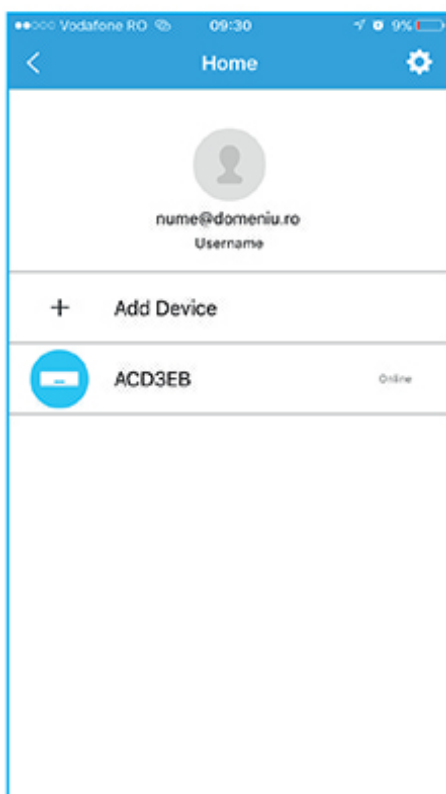 Vodafone RO 09:30 9%
Home
nume@domeniu.ro
Username
+ Add Device
ACD3EB Online